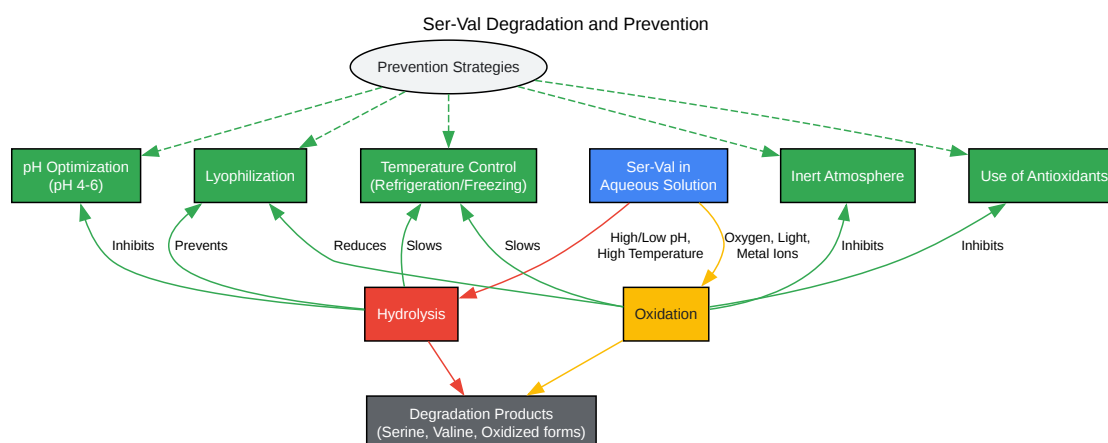 Ser-Val Degradation and Prevention
Prevention Strategies
pH Optimization
(pH 4-6)
Lyophilization
Temperature Control
(Refrigeration/Freezing)
Ser-Val in
Aqueous Solution
Inert Atmosphere
Use of Antioxidants
Inhibits
Prevents
Reduces
Slows
Slows
High/Low pH,
High Temperature
Oxygen, Light,
Metal Ions
Inhibits
Inhibits
Hydrolysis
Oxidation
Degradation Products
(Serine, Valine, Oxidized forms)